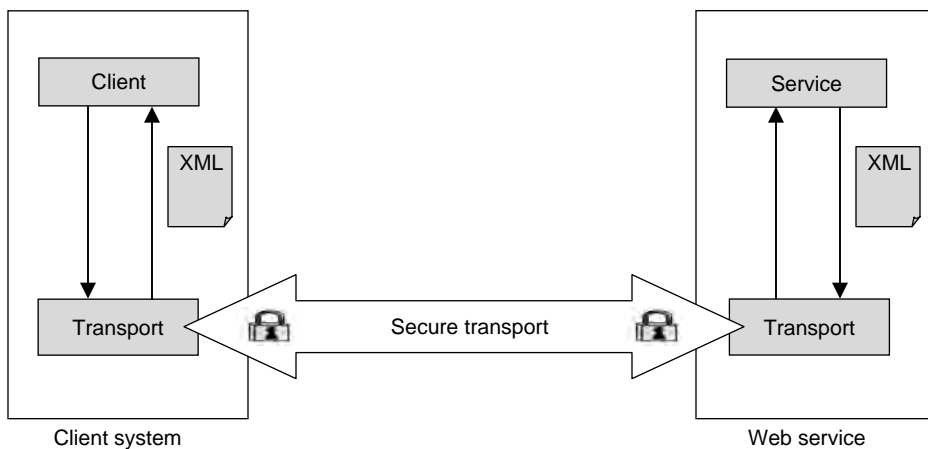 Client
Service
XML
XML
Transport
Secure transport
Transport
Client system
Web service